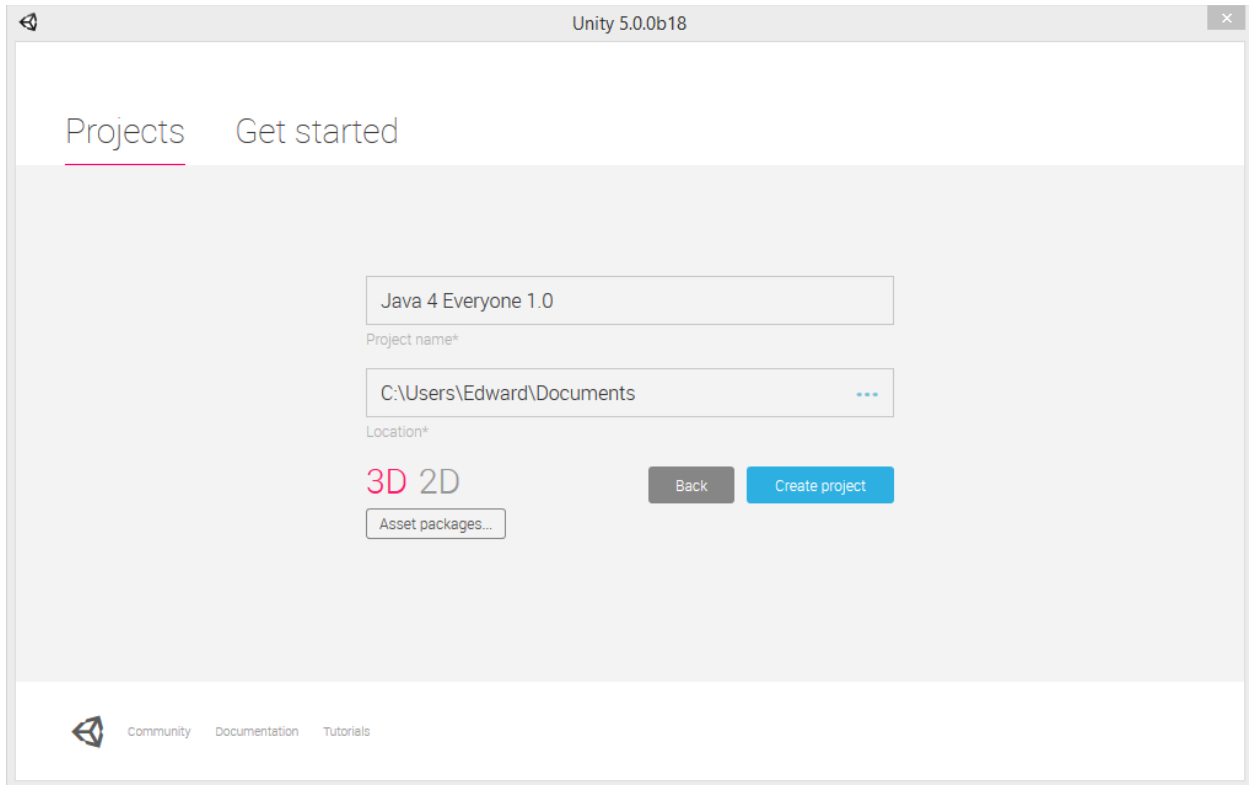 Unity 5.0.0b18
Projects Get started
Java 4 Everyone 1.0
Project name*
C:\Users\Edward\Documents
Location*
3D 2D Back Create project
Asset packages...
Community Documentation Tutorials